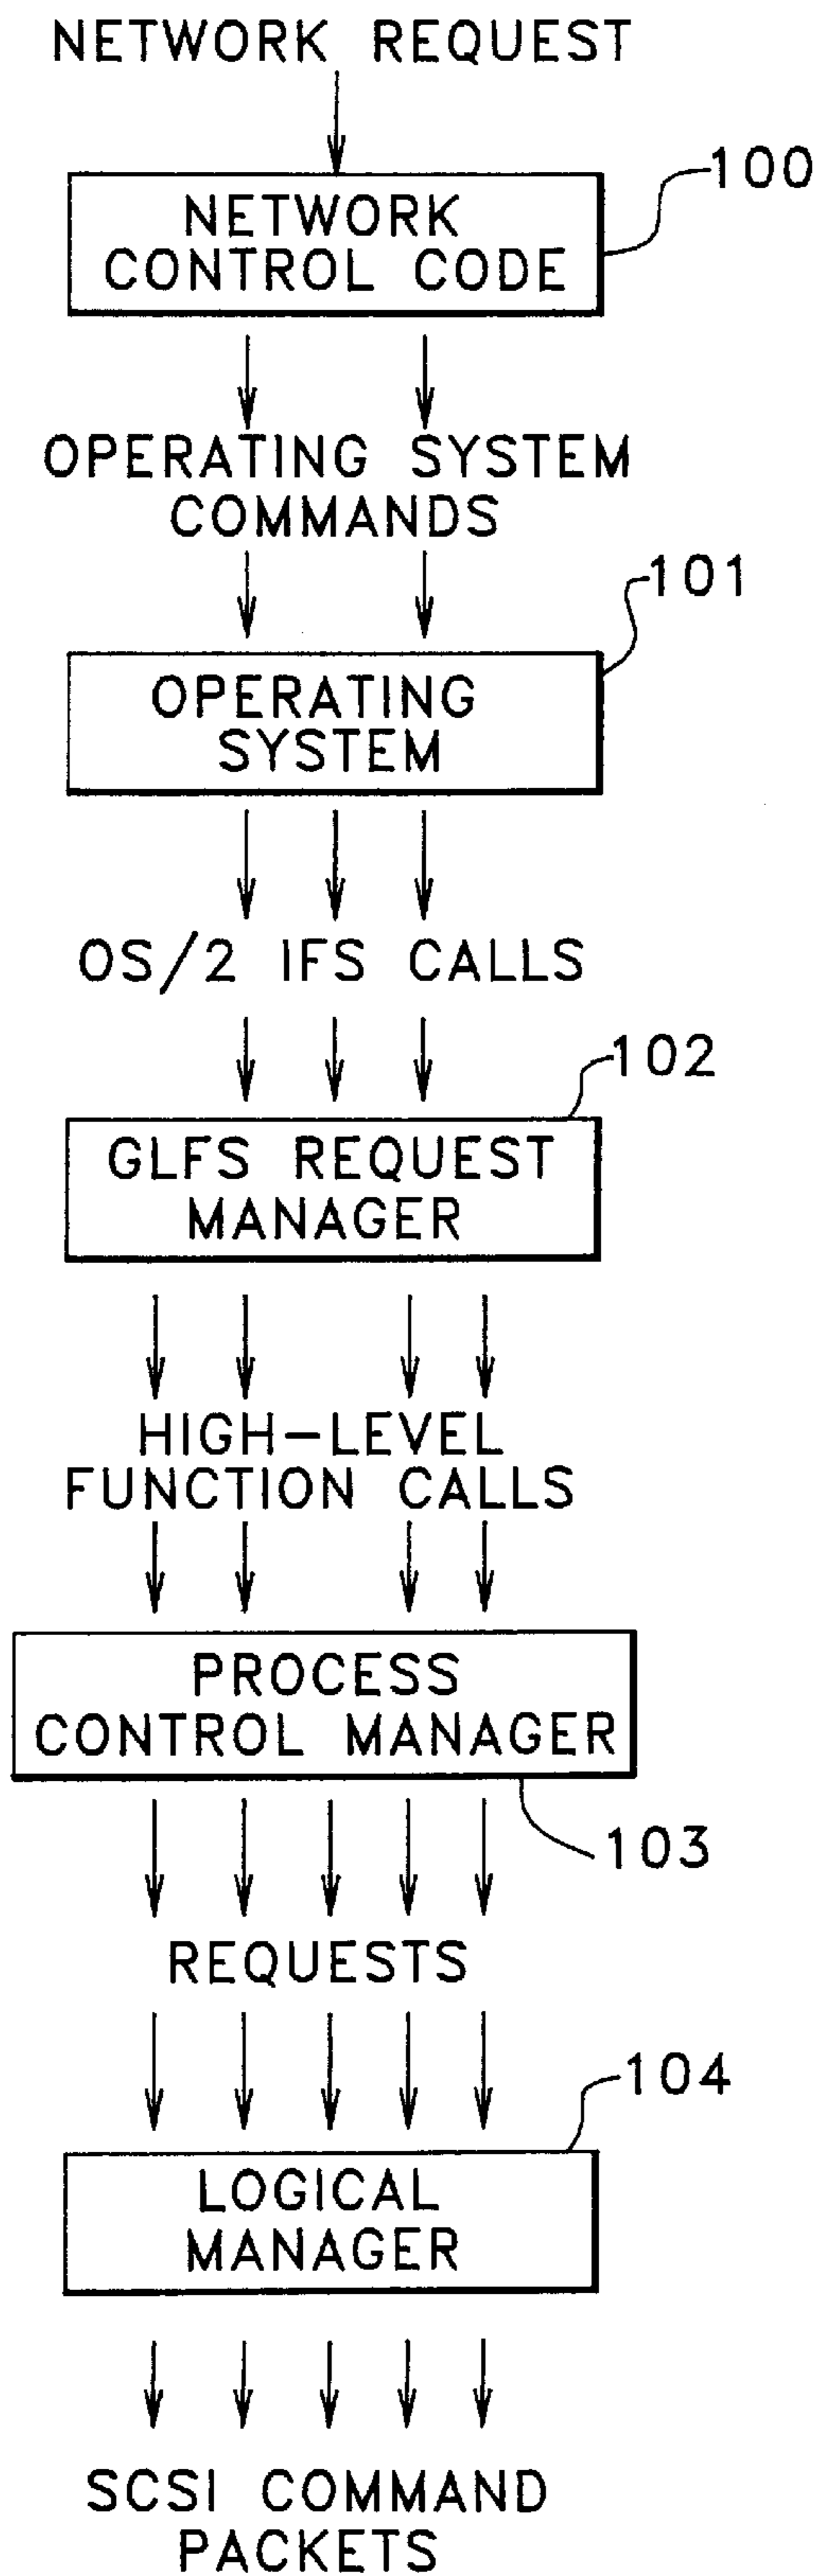 NETWORK REQUEST
100
NETWORK
CONTROL CODE
OPERATING SYSTEM
COMMANDS
101
OPERATING
SYSTEM
OS/2 IFS CALLS
102
GLFS REQUEST
MANAGER
HIGH-LEVEL
FUNCTION CALLS
PROCESS
CONTROL MANAGER
103
REQUESTS
104
LOGICAL
MANAGER
SCSI COMMAND
PACKETS